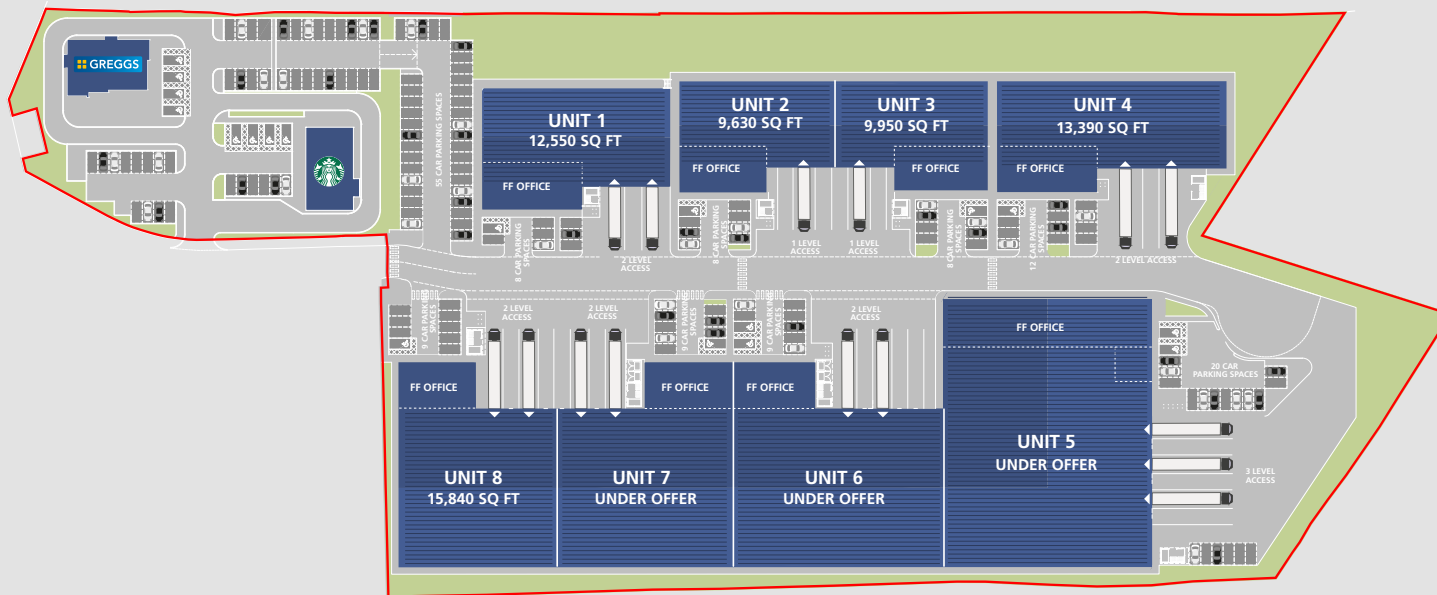 GREGGS
55 CAR PARKING SPACES
UNIT 1
12,550 SQ FT
FF OFFICE
UNIT 2
9,630 SQ FT
FF OFFICE
UNIT 3
9,950 SQ FT
FF OFFICE
UNIT 4
13,390 SQ FT
FF OFFICE
8 CAR PARKING
SPACES
2 LEVEL
ACCESS
8 CAR PARKING
SPACES
1 LEVEL
ACCESS
1 LEVEL
ACCESS
8 CAR PARKING
SPACES
12 CAR PARKING
SPACES
2 LEVEL ACCESS
9 CAR PARKING
SPACES
2 LEVEL
ACCESS
2 LEVEL
ACCESS
9 CAR PARKING
SPACES
9 CAR PARKING
SPACES
2 LEVEL
ACCESS
FF OFFICE
FF OFFICE
FF OFFICE
FF OFFICE
20 CAR
PARKING SPACES
UNIT 8
15,840 SQ FT
UNIT 7
UNDER OFFER
UNIT 6
UNDER OFFER
UNIT 5
UNDER OFFER
3 LEVEL
ACCESS